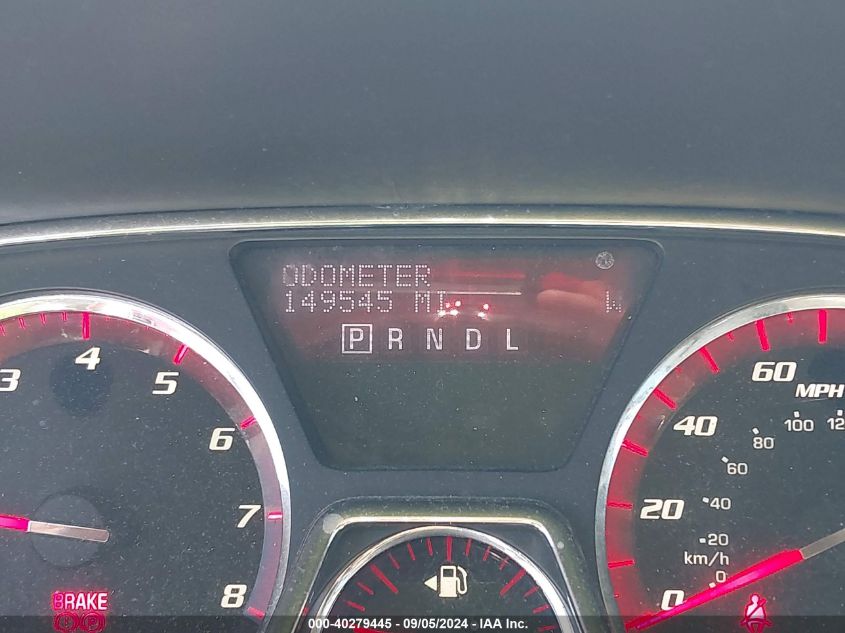 ODOMETER
149545 MI W
P R N D L
3 4 5 6 7 8
BRAKE
P
0 20 40 60
MPH
0 20 40 60 80 100 12
km/h
000-40279445 - 09/05/2024 - IAA Inc.